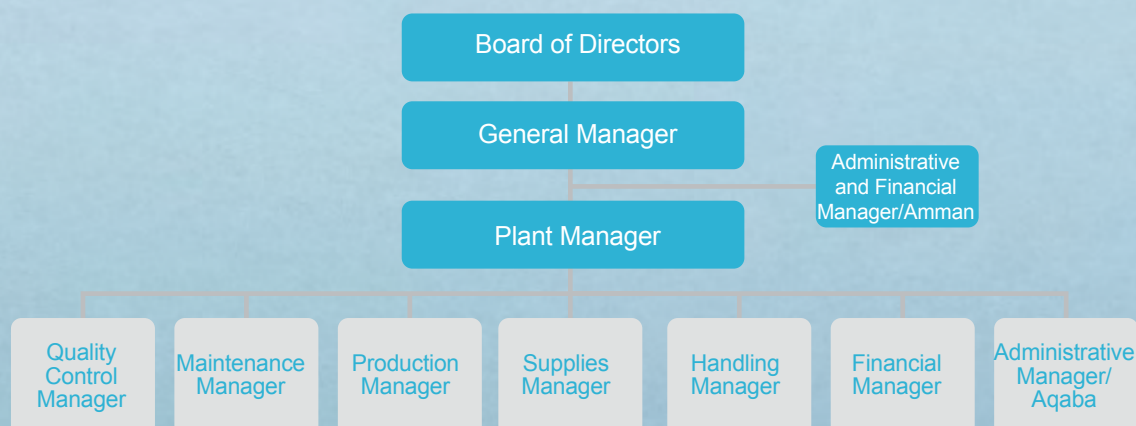 Board of Directors
General Manager
Administrative
and Financial
Manager/Amman
Plant Manager
Quality
Control
Manager
Maintenance
Manager
Production
Manager
Supplies
Manager
Handling
Manager
Financial
Manager
Administrative
Manager/
Aqaba